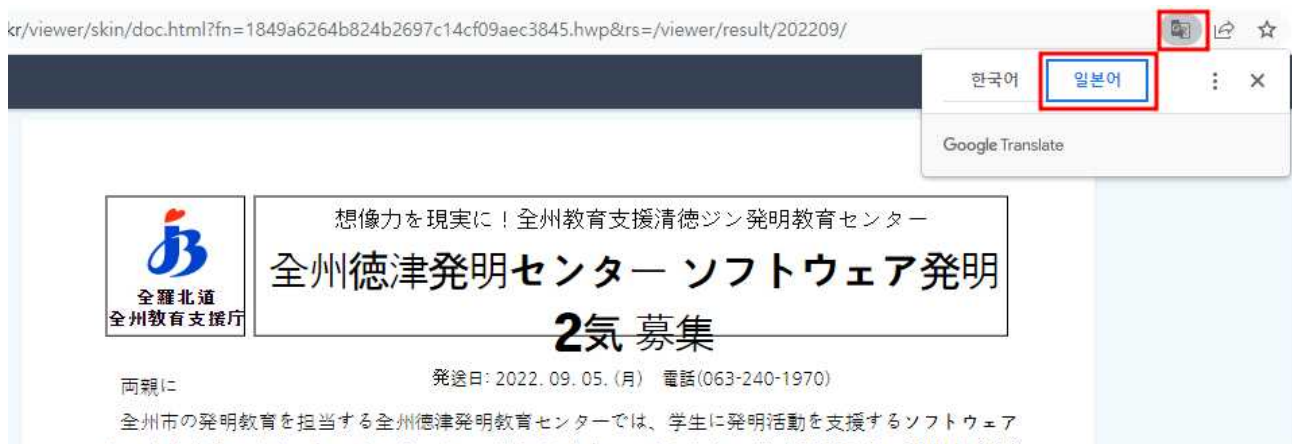 kr/viewer/skin/doc.html?fn=1849a6264b824b2697c14cf09aec3845.hwp&rs=/viewer/result/202209/
한국어 일본어
Google Translate
想像力を現実に！全州教育支援清徳ジン発明教育センター
全州徳津発明センター ソフトウェア発明
2気 募集
全羅北道
全州教育支援庁
発送日: 2022. 09. 05. (月) 電話(063-240-1970)
両親に
全州市の発明教育を担当する全州徳津発明教育センターでは、学生に発明活動を支援するソフトウェア